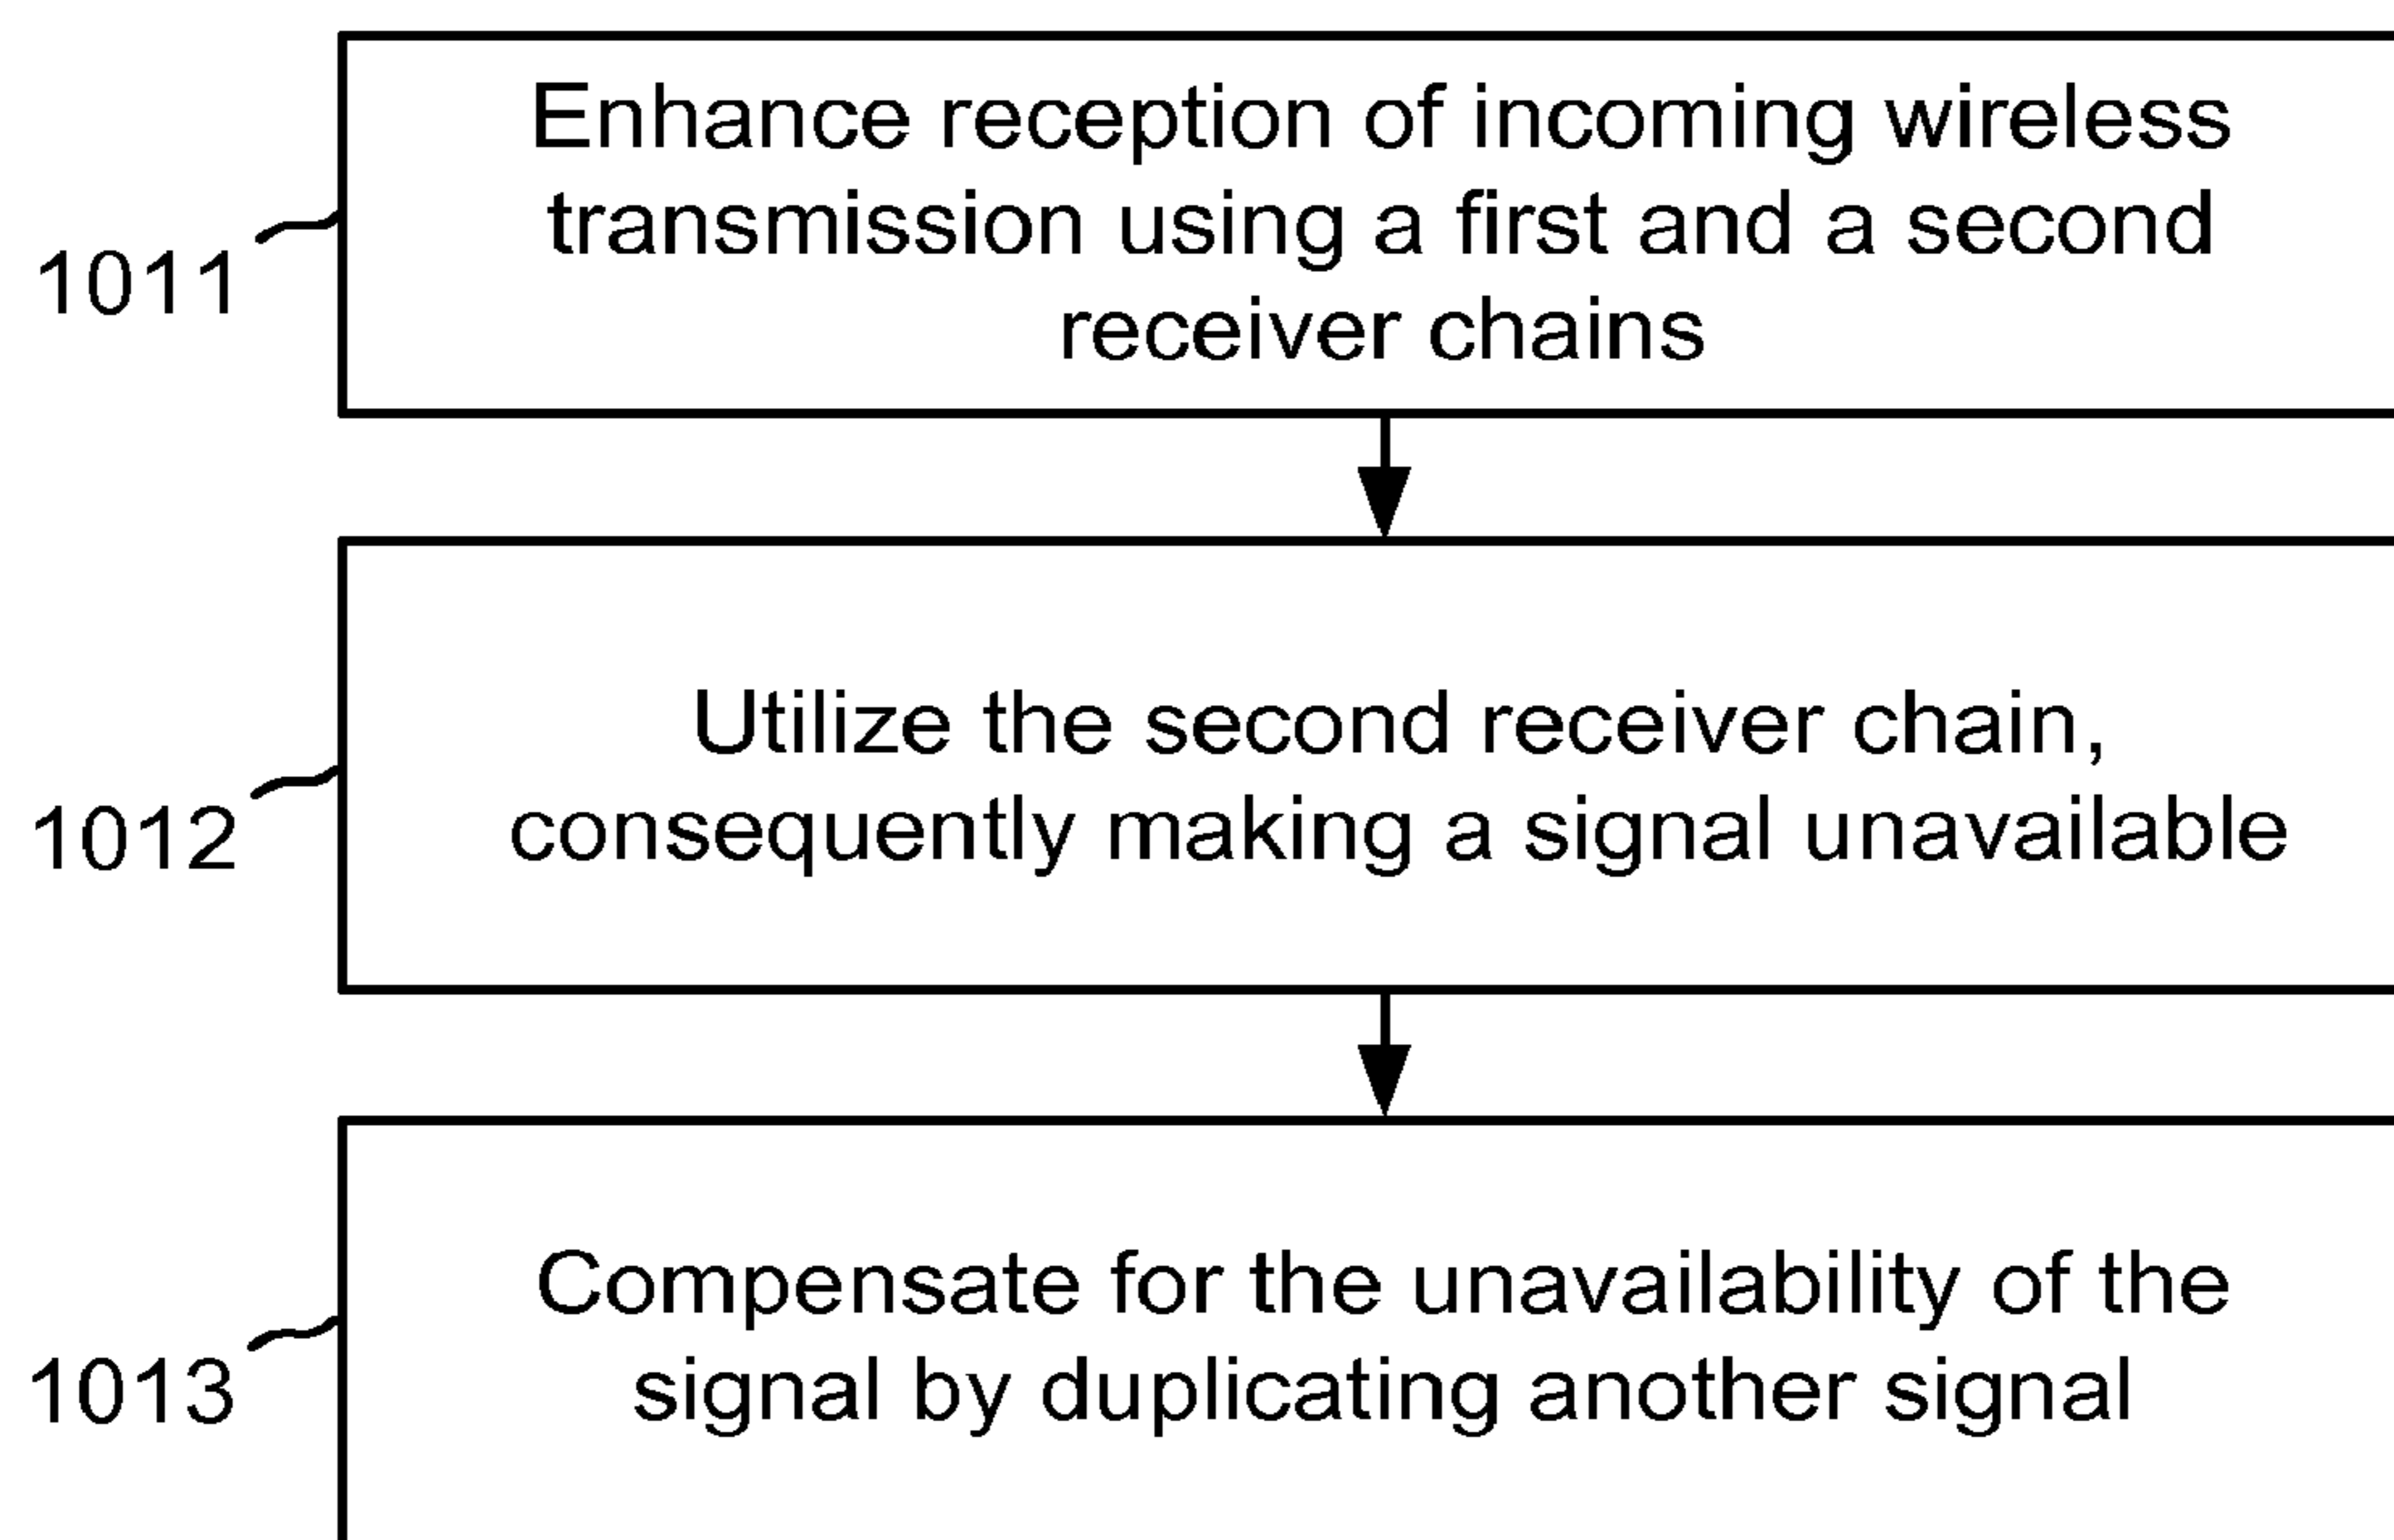 Enhance reception of incoming wireless
transmission using a first and a second
receiver chains
1011
Utilize the second receiver chain,
consequently making a signal unavailable
1012
Compensate for the unavailability of the
signal by duplicating another signal
1013